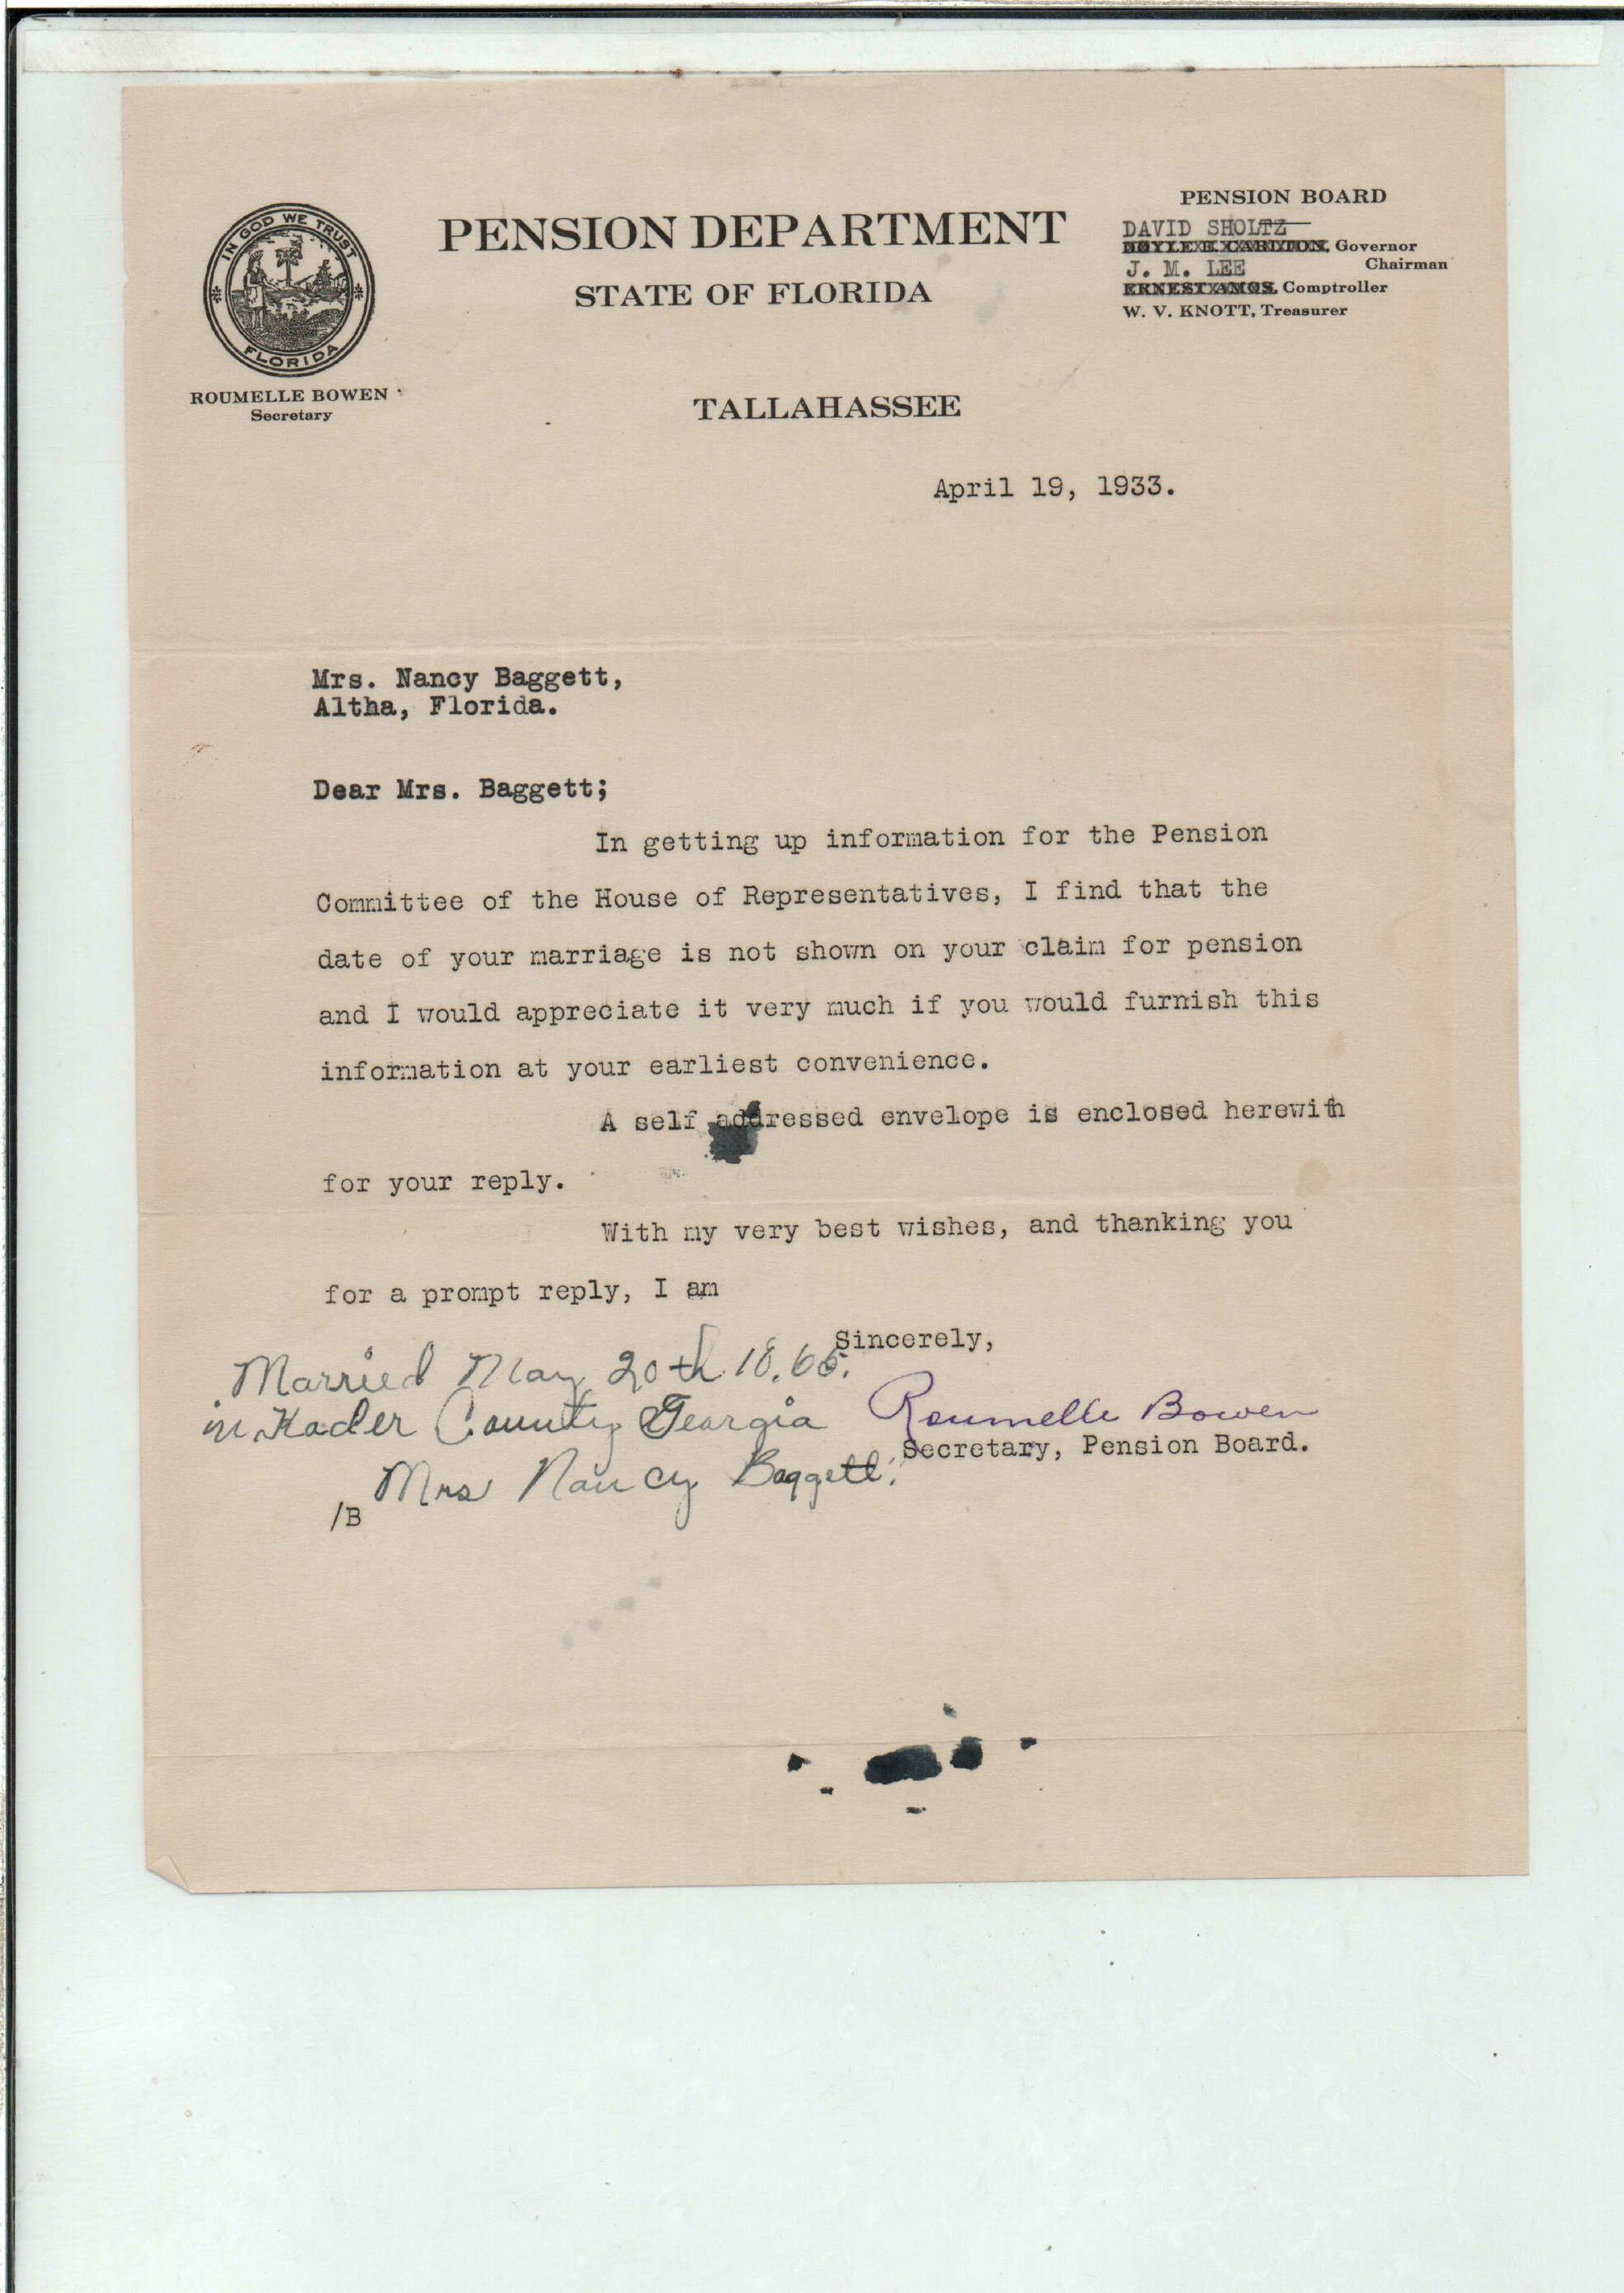 IN GOD WE TRUST
FLORIDA
ROUMELLE BOWEN
Secretary
PENSION DEPARTMENT
STATE OF FLORIDA
TALLAHASSEE
PENSION BOARD
DAVID SHOLTZ
DOYLE E. CARLTON, Governor
Chairman
J. M. LEE
ERNEST AMOS, Comptroller
W. V. KNOTT, Treasurer
April 19, 1933.
Mrs. Nancy Baggett,
Altha, Florida.
Dear Mrs. Baggett;
In getting up information for the Pension
Committee of the House of Representatives, I find that the
date of your marriage is not shown on your claim for pension
and I would appreciate it very much if you would furnish this
information at your earliest convenience.
A self addressed envelope is enclosed herewith
for your reply.
With my very best wishes, and thanking you
for a prompt reply, I am
Sincerely,
Roumelle Bowen
Secretary, Pension Board.
Married May 20th 18.65.
in County Georgia
Mrs Nancy Baggett.
/B